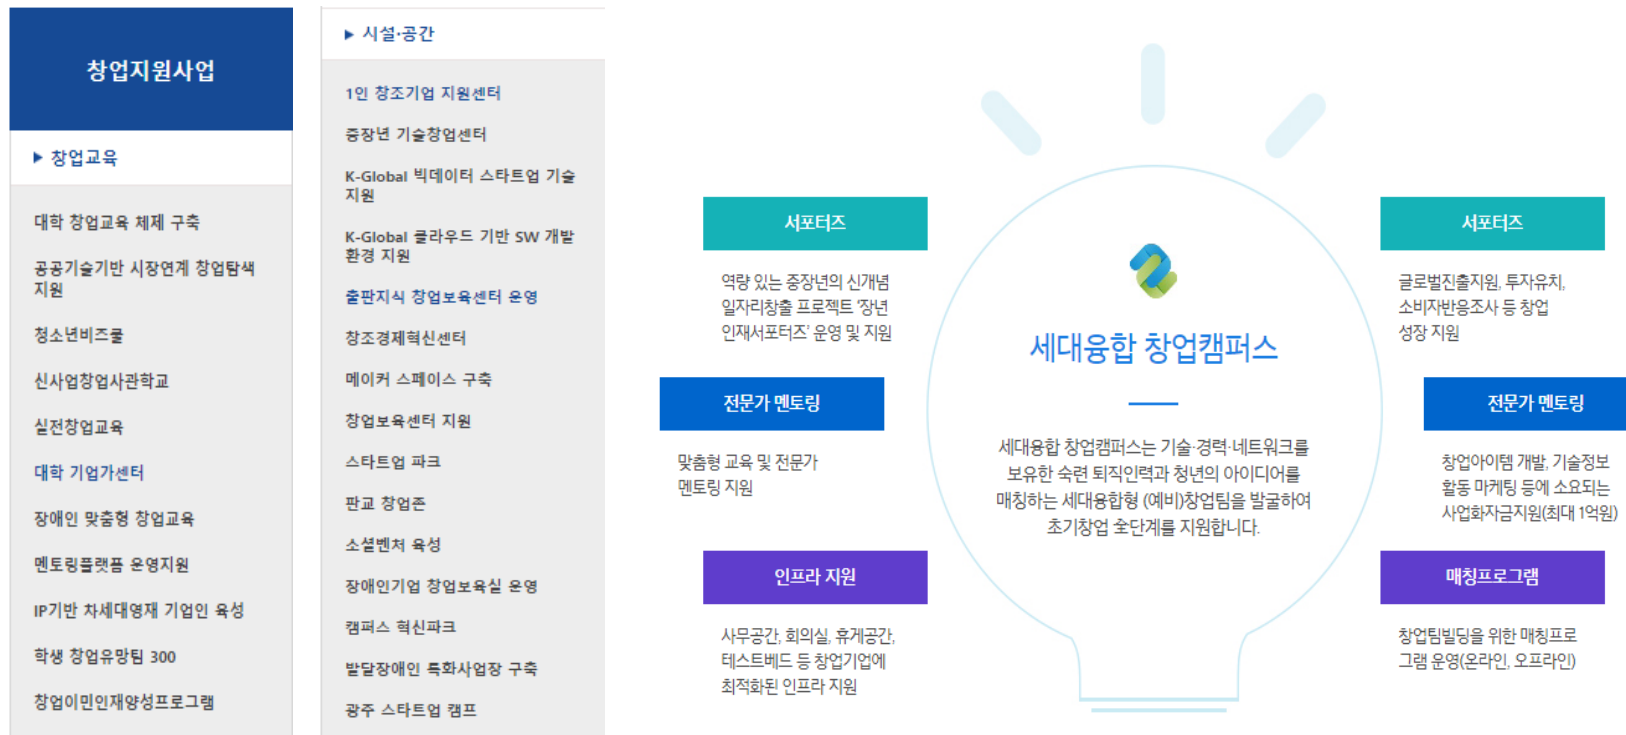 창업지원사업
▶ 창업교육
대학 창업교육 체제 구축
공공기술기반 시장연계 창업탐색
지원
청소년비즈쿨
신사업창업사관학교
실전창업교육
대학 기업가센터
장애인 맞춤형 창업교육
멘토링플랫폼 운영지원
IP기반 차세대영재 기업인 육성
학생 창업유망팀 300
창업이민인재양성프로그램
▶ 시설·공간
1인 창조기업 지원센터
중장년 기술창업센터
K-Global 빅데이터 스타트업 기술
지원
K-Global 클라우드 기반 SW 개발
환경 지원
출판지식 창업보육센터 운영
창조경제혁신센터
메이커 스페이스 구축
창업보육센터 지원
스타트업 파크
판교 창업존
소셜벤처 육성
장애인기업 창업보육실 운영
캠퍼스 혁신파크
발달장애인 특화사업장 구축
광주 스타트업 캠프
서포터즈
역량 있는 중장년의 신개념
일자리창출 프로젝트 '장년
인재서포터즈' 운영 및 지원
전문가 멘토링
맞춤형 교육 및 전문가
멘토링 지원
인프라 지원
사무공간, 회의실, 휴게공간,
테스트베드 등 창업기업에
최적화된 인프라 지원
세대융합 창업캠퍼스
세대융합 창업캠퍼스는 기술·경력·네트워크를
보유한 숙련 퇴직인력과 청년의 아이디어를
매칭하는 세대융합형 (예비)창업팀을 발굴하여
초기창업 全단계를 지원합니다.
서포터즈
글로벌진출지원, 투자유치,
소비자반응조사 등 창업
성장 지원
전문가 멘토링
창업아이템 개발, 기술정보
활동 마케팅 등에 소요되는
사업화자금지원(최대 1억원)
매칭프로그램
창업팀빌딩을 위한 매칭프로
그램 운영(온라인, 오프라인)